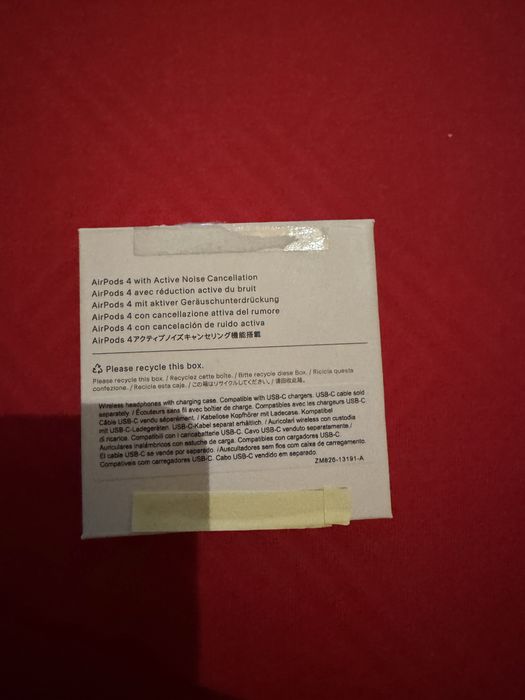 AirPods 4 with Active Noise Cancellation
AirPods 4 avec réduction active du bruit
AirPods 4 mit aktiver Geräuschunterdrückung
AirPods 4 con cancellazione attiva del rumore
AirPods 4 con cancelación de ruido activa
AirPods 4アクティブノイズキャンセリング機能搭載
Please recycle this box.
Please recycle this box. / Recyclez cette boîte. / Bitte recycle diese Box. / Ricicla questa
confezione. / Recicla esta caja. / この箱はリサイクルしてください。/ 请回收此箱。
Wireless headphones with charging case. Compatible with USB-C chargers. USB-C cable sold
separately. / Écouteurs sans fil avec boîtier de charge. Compatibles avec les chargeurs USB-C.
Câble USB-C vendu séparément. / Kabellose Kopfhörer mit Ladecase. Kompatibel
mit USB-C-Ladegeräten. USB-C-Kabel separat erhältlich. / Auricolari wireless con custodia
di ricarica. Compatibili con i caricabatterie USB-C. Cavo USB-C venduto separatamente. /
Auriculares inalámbricos con estuche de carga. Compatibles con cargadores USB-C.
El cable USB-C se vende por separado. / Auscultadores sem fios com caixa de carregamento.
Compatíveis com carregadores USB-C. Cabo USB-C vendido em separado.
ZM826-13191-A